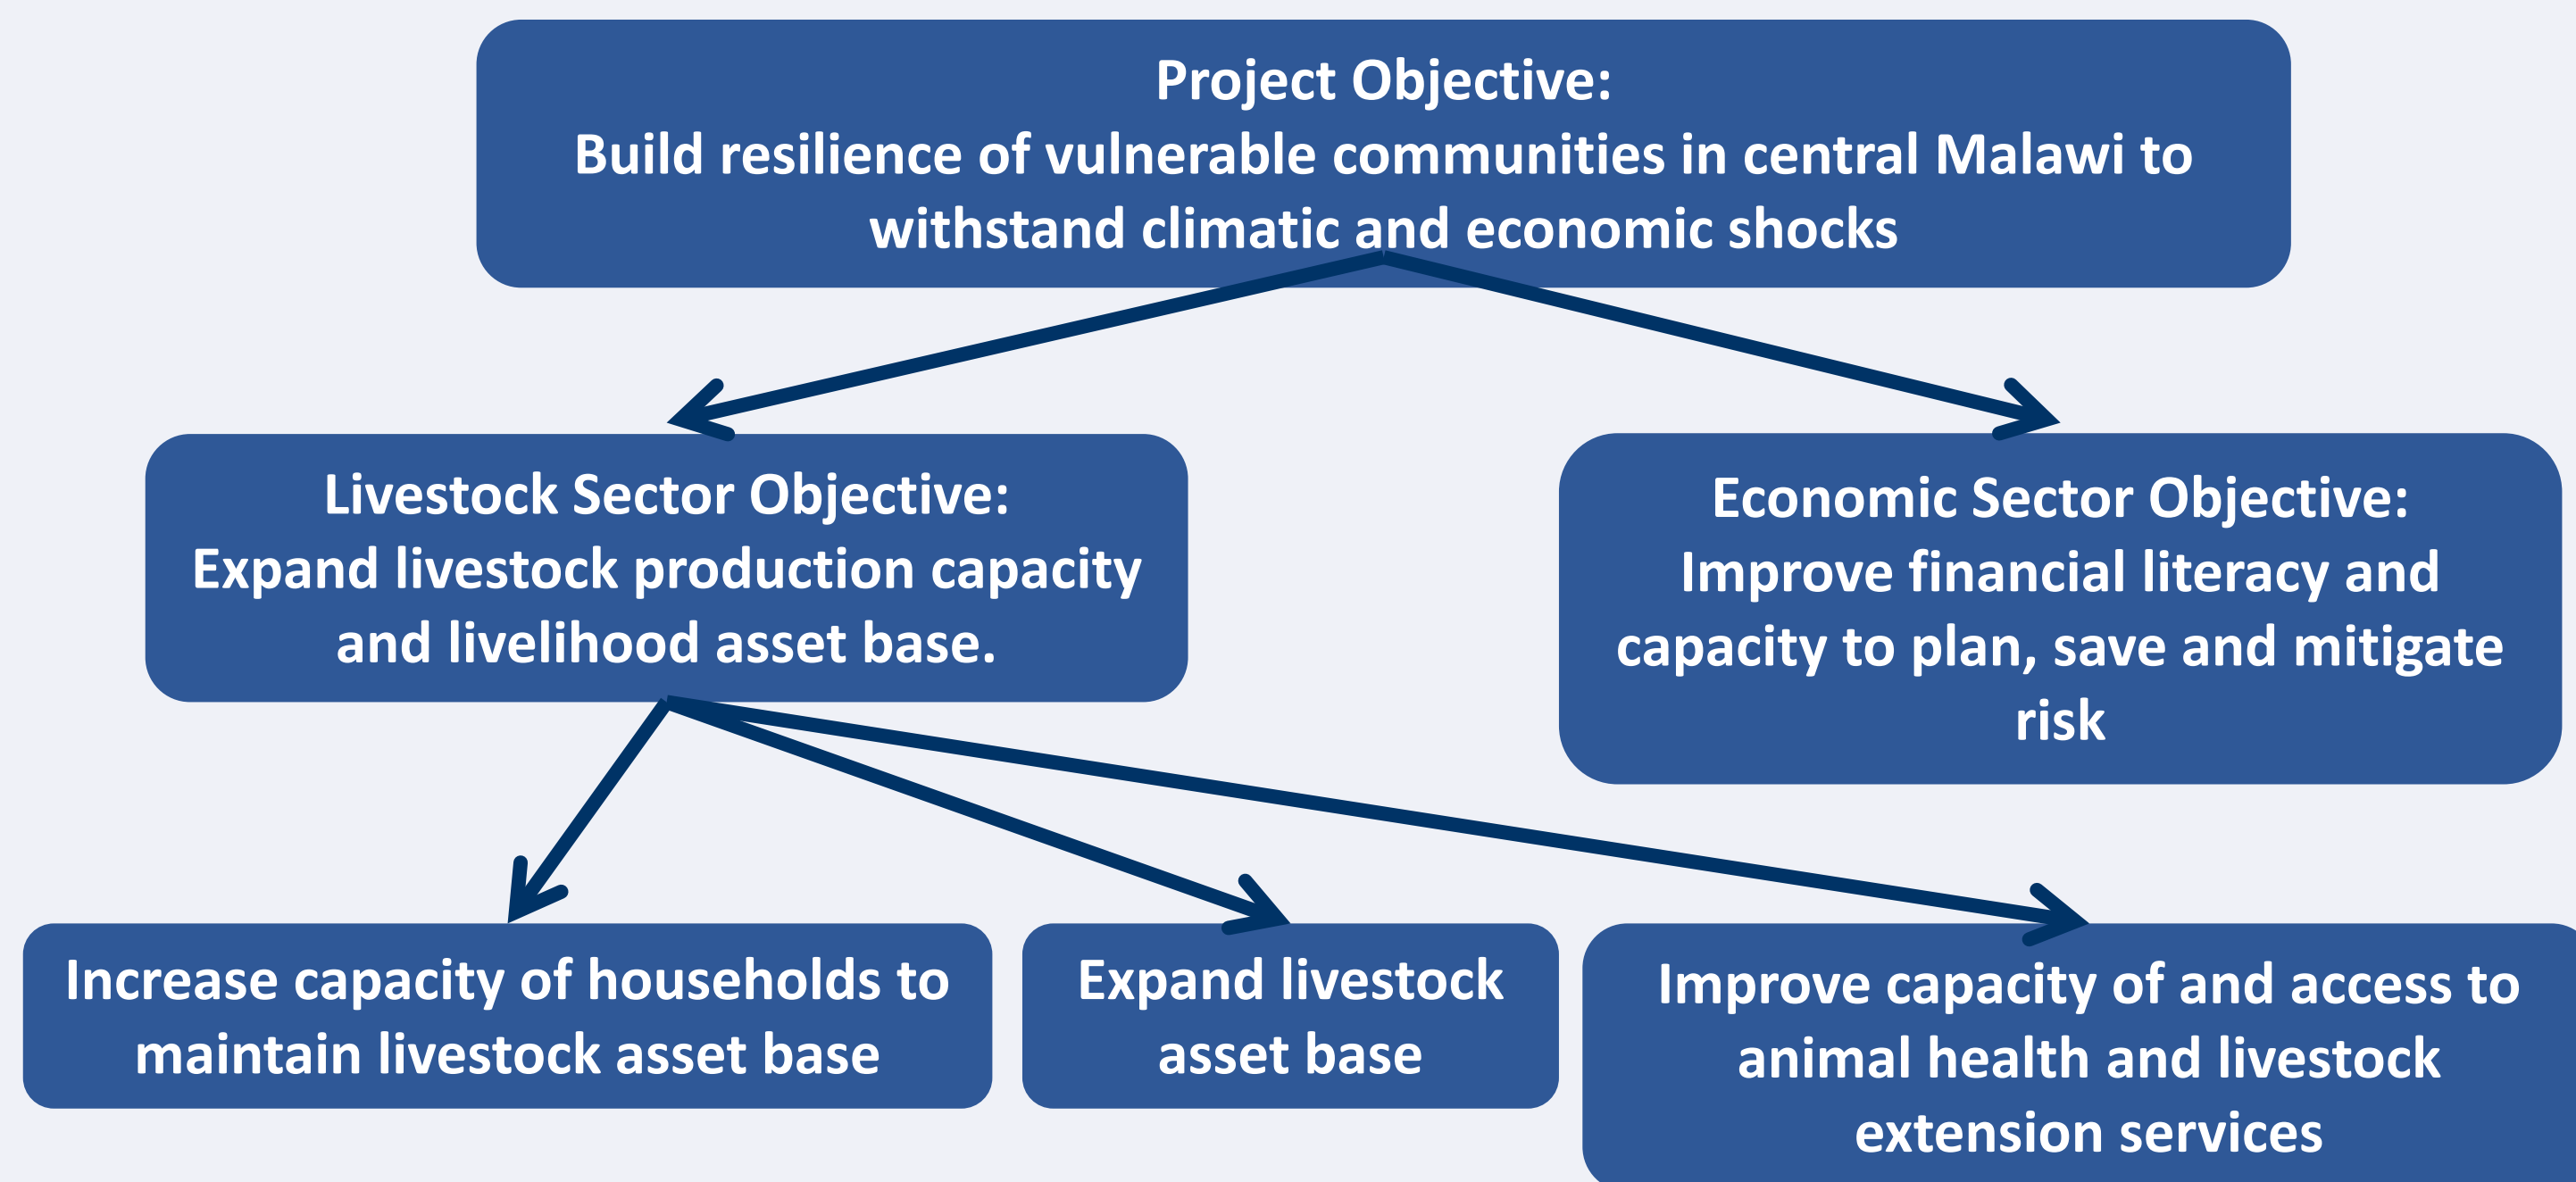 Project Objective:
Build resilience of vulnerable communities in central Malawi to
withstand climatic and economic shocks
Livestock Sector Objective:
Expand livestock production capacity
and livelihood asset base.
Economic Sector Objective:
Improve financial literacy and
capacity to plan, save and mitigate
risk
Increase capacity of households to
maintain livestock asset base
Expand livestock
asset base
Improve capacity of and access to
animal health and livestock
extension services